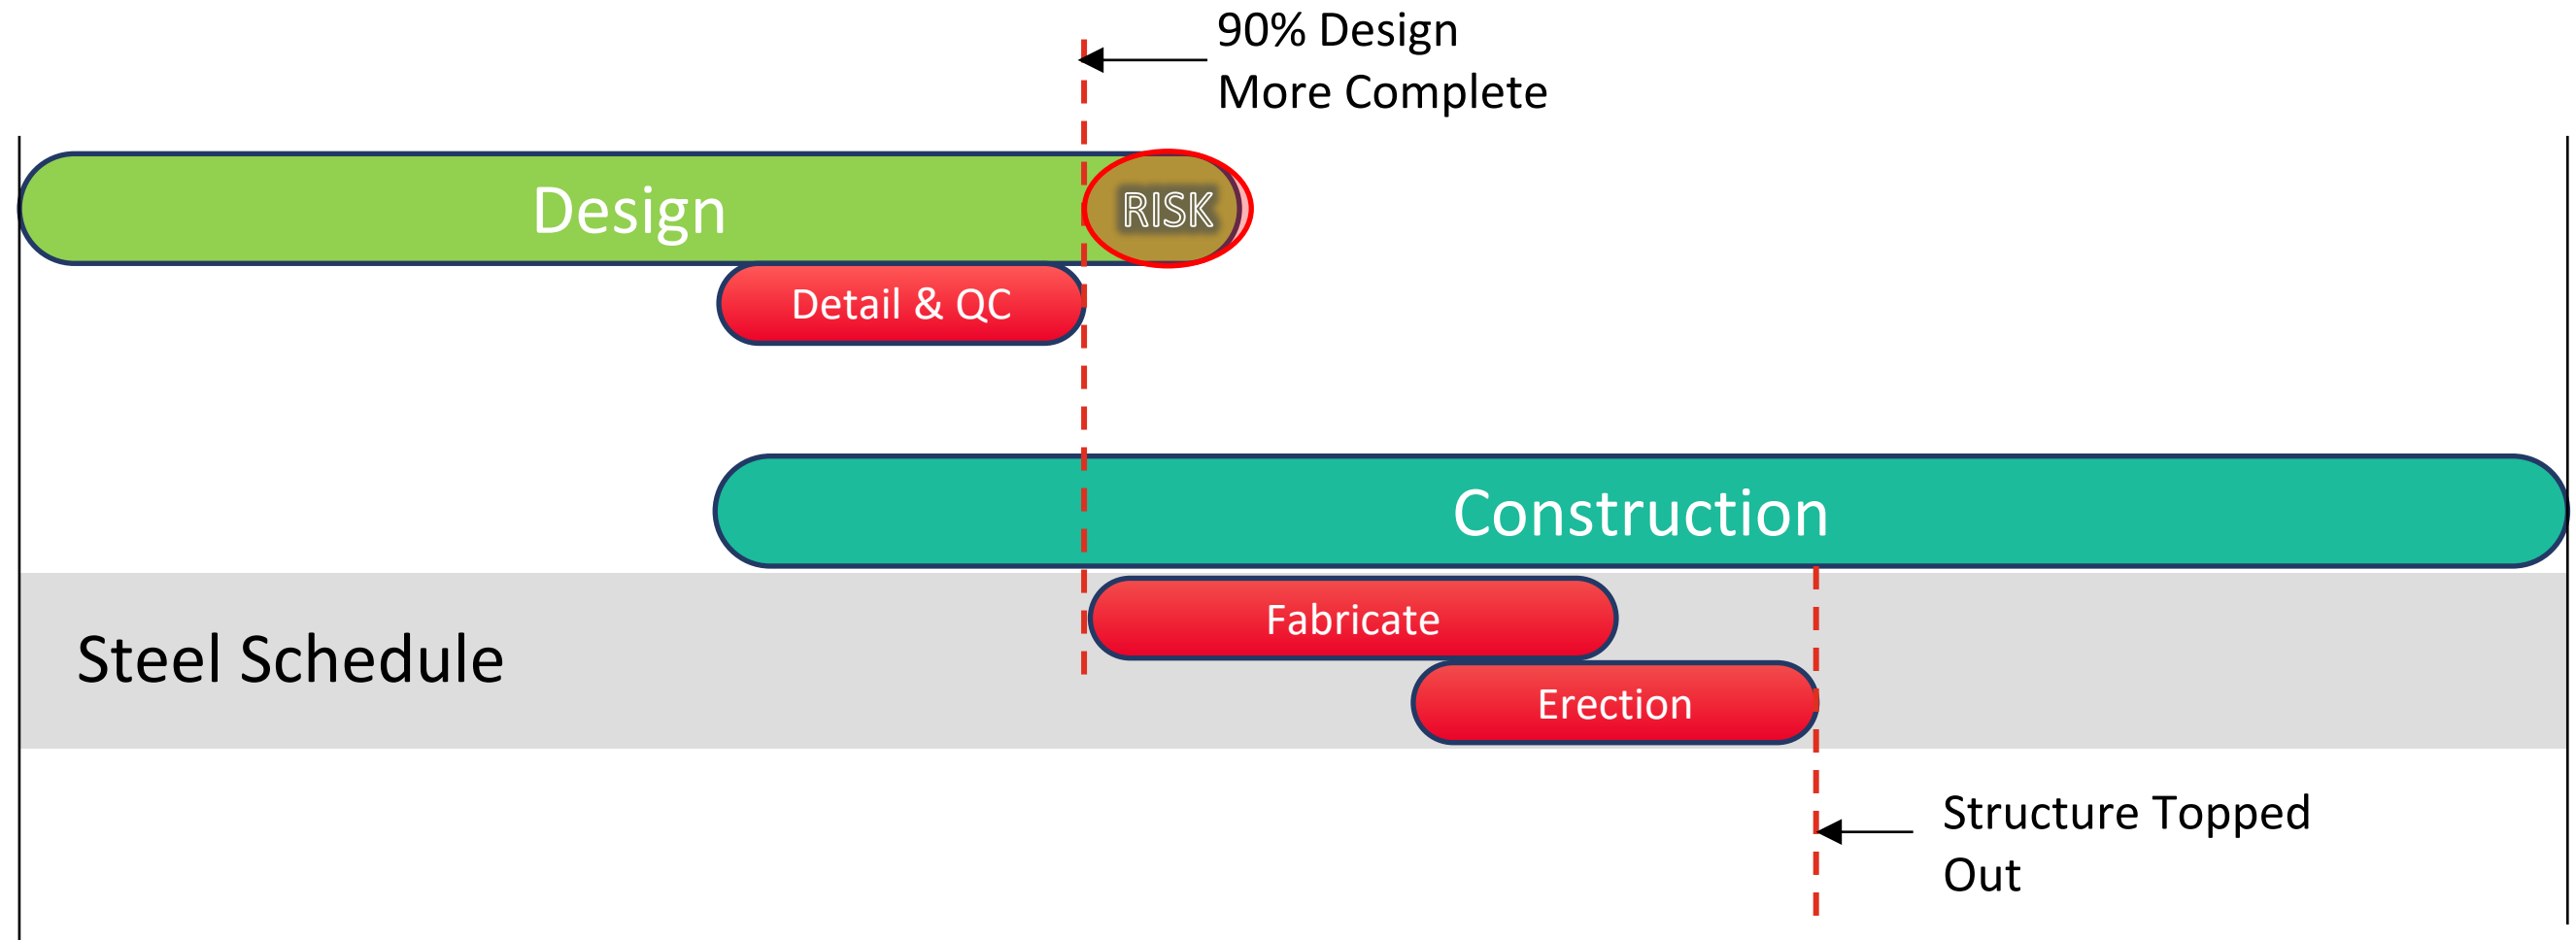 90% Design
More Complete
Design
RISK
Detail & QC
Construction
Fabricate
Steel Schedule
Erection
Structure Topped
Out